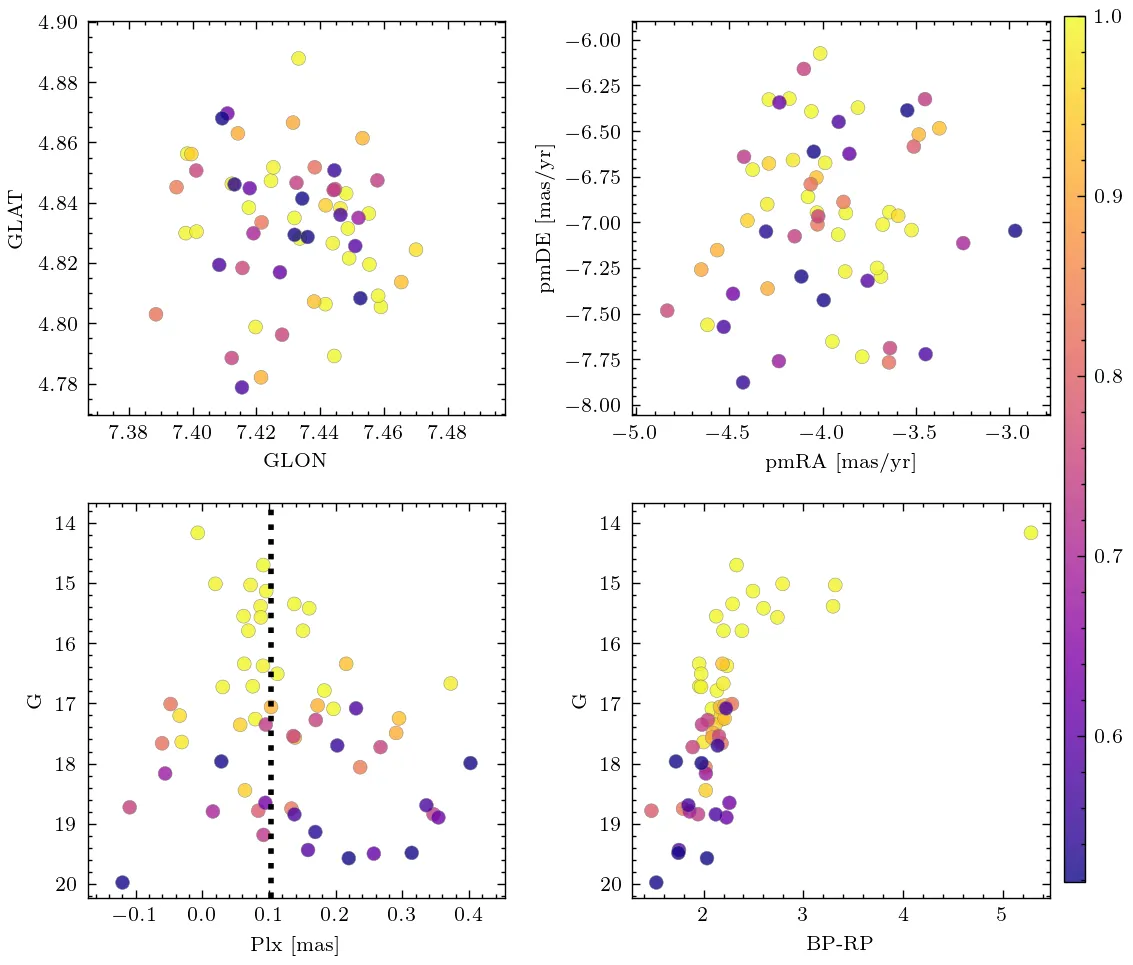 4.90
4.88
4.86
4.84
4.82
4.80
4.78
GLAT
7.38 7.40 7.42 7.44 7.46 7.48
GLON
−6.00
−6.25
−6.50
−6.75
−7.00
−7.25
−7.50
−7.75
−8.00
pmDE [mas/yr]
−5.0 −4.5 −4.0 −3.5 −3.0
pmRA [mas/yr]
14
15
16
17
18
19
20
G
−0.1 0.0 0.1 0.2 0.3 0.4
Plx [mas]
14
15
16
17
18
19
20
G
2 3 4 5
BP-RP
1.0
0.9
0.8
0.7
0.6